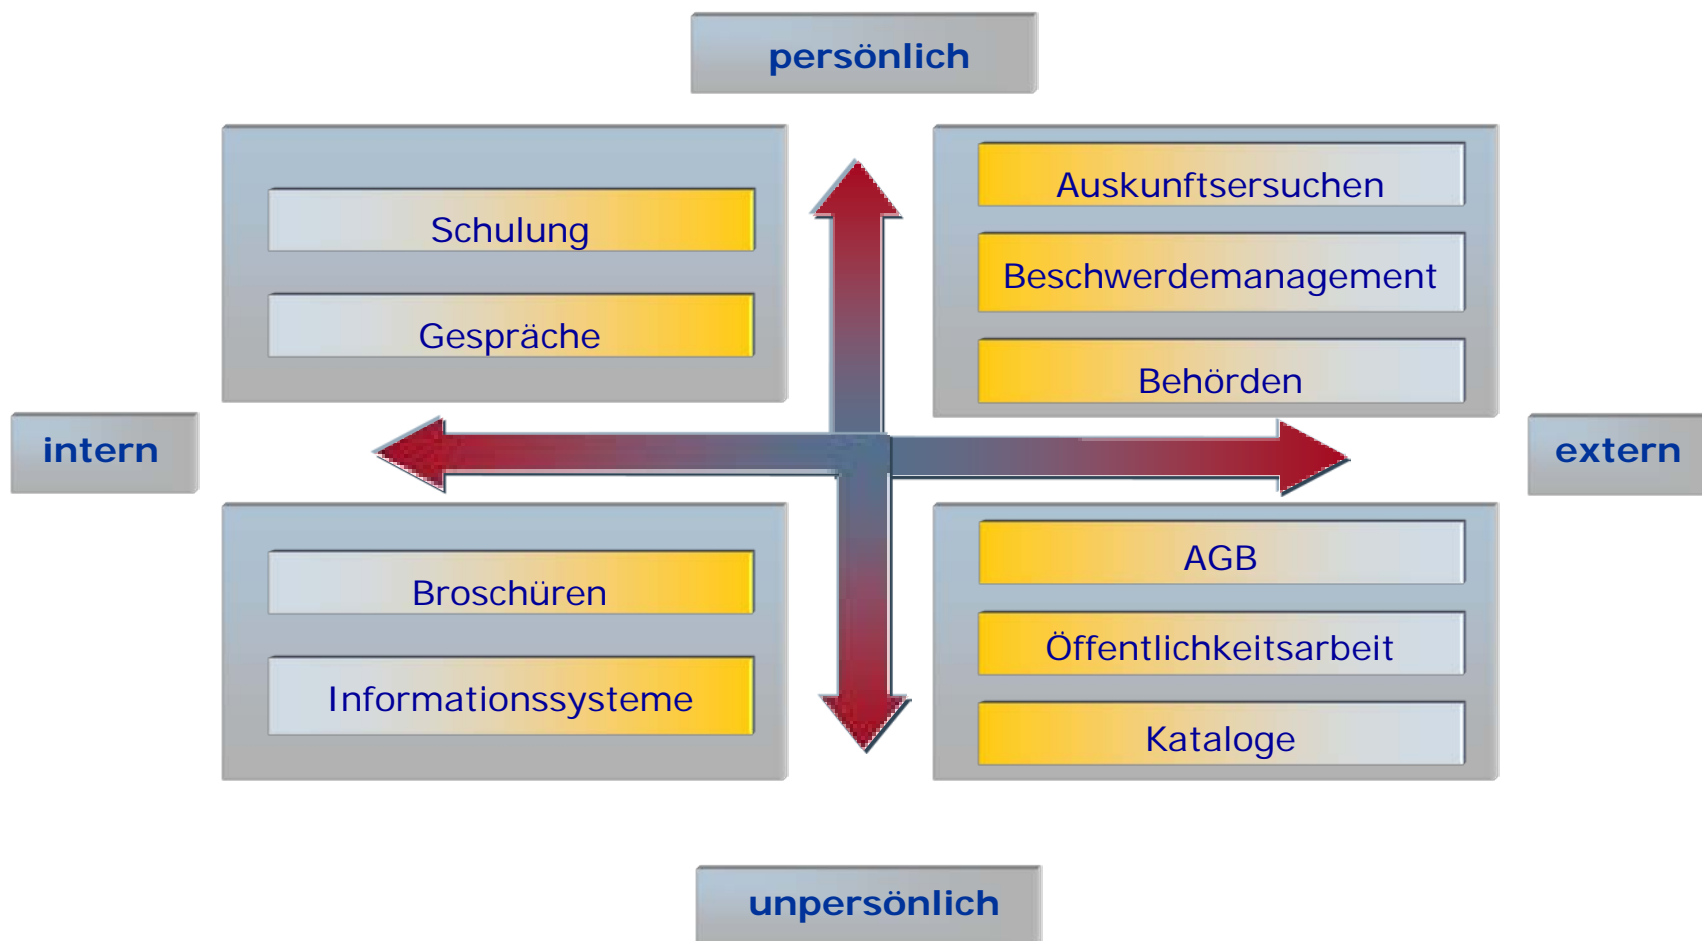 persönlich
Schulung
Gespräche
Auskunftsersuchen
Beschwerdemanagement
Behörden
intern
extern
Broschüren
Informationssysteme
AGB
Öffentlichkeitsarbeit
Kataloge
unpersönlich